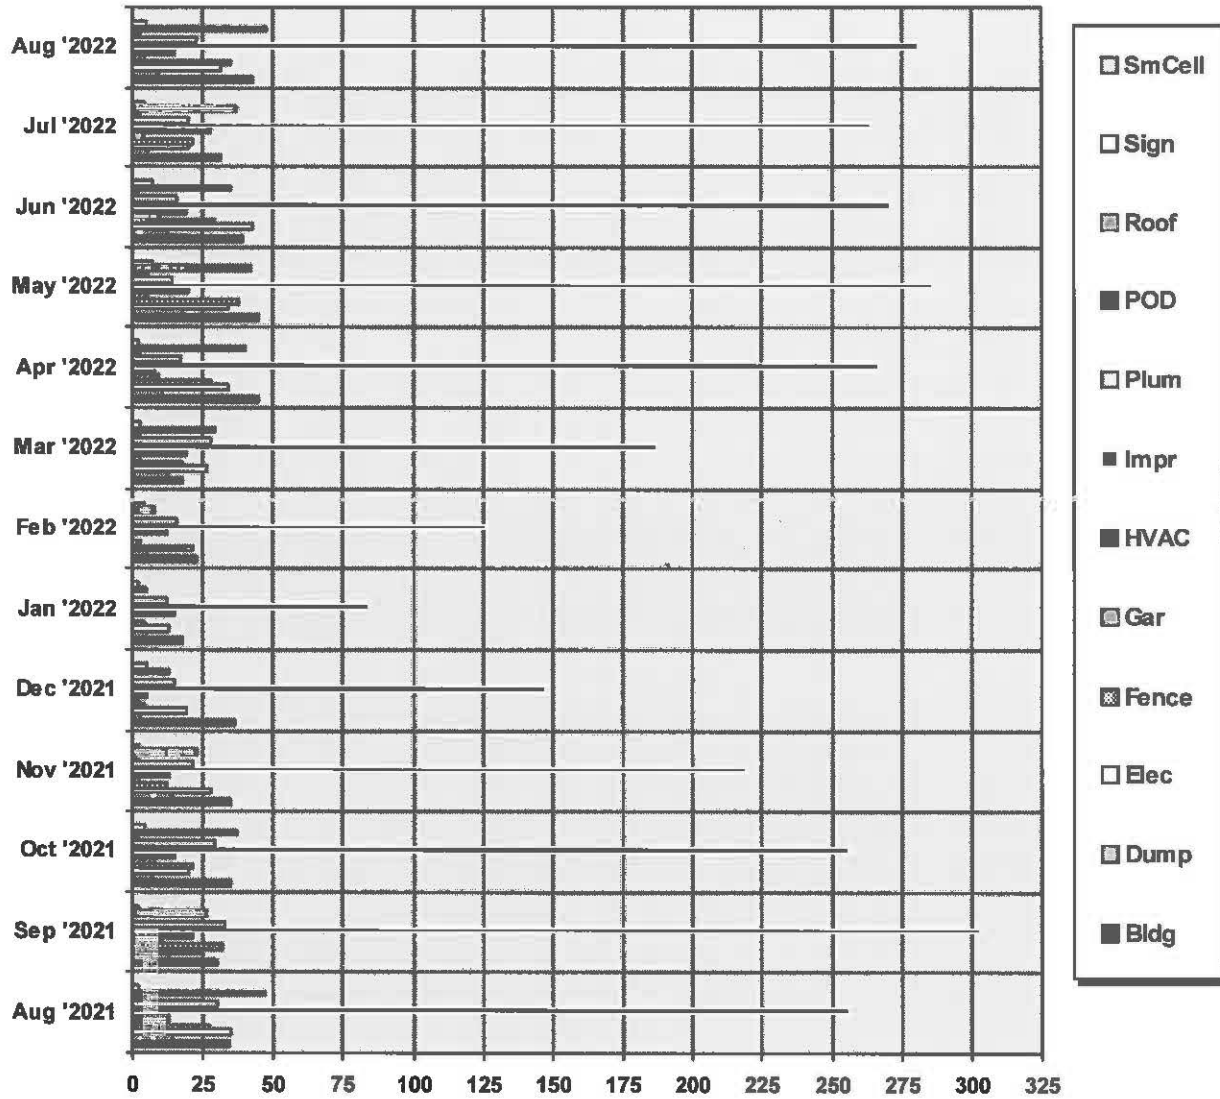 Aug '2022
Jul '2022
Jun '2022
May '2022
Apr '2022
Mar '2022
Feb '2022
Jan '2022
Dec '2021
Nov '2021
Oct '2021
Sep '2021
Aug '2021
0 25 50 75 100 125 150 175 200 225 250 275 300 325
SmCell
Sign
Roof
POD
Plum
Impr
HVAC
Gar
Fence
Elec
Dump
Bldg